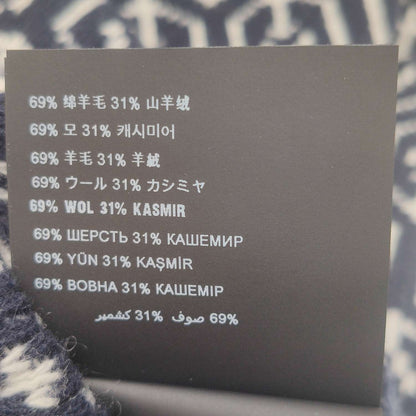 69% 绵羊毛 31% 山羊绒
69% 모 31% 캐시미어
69% 羊毛 31% 羊絨
69% ウール 31% カシミヤ
69% WOL 31% KASMIR
69% ШЕРСТЬ 31% КАШЕМИР
69% YÜN 31% KAŞMİR
69% ВОВНА 31% КАШЕМІР
69% صوف 31% كشمير